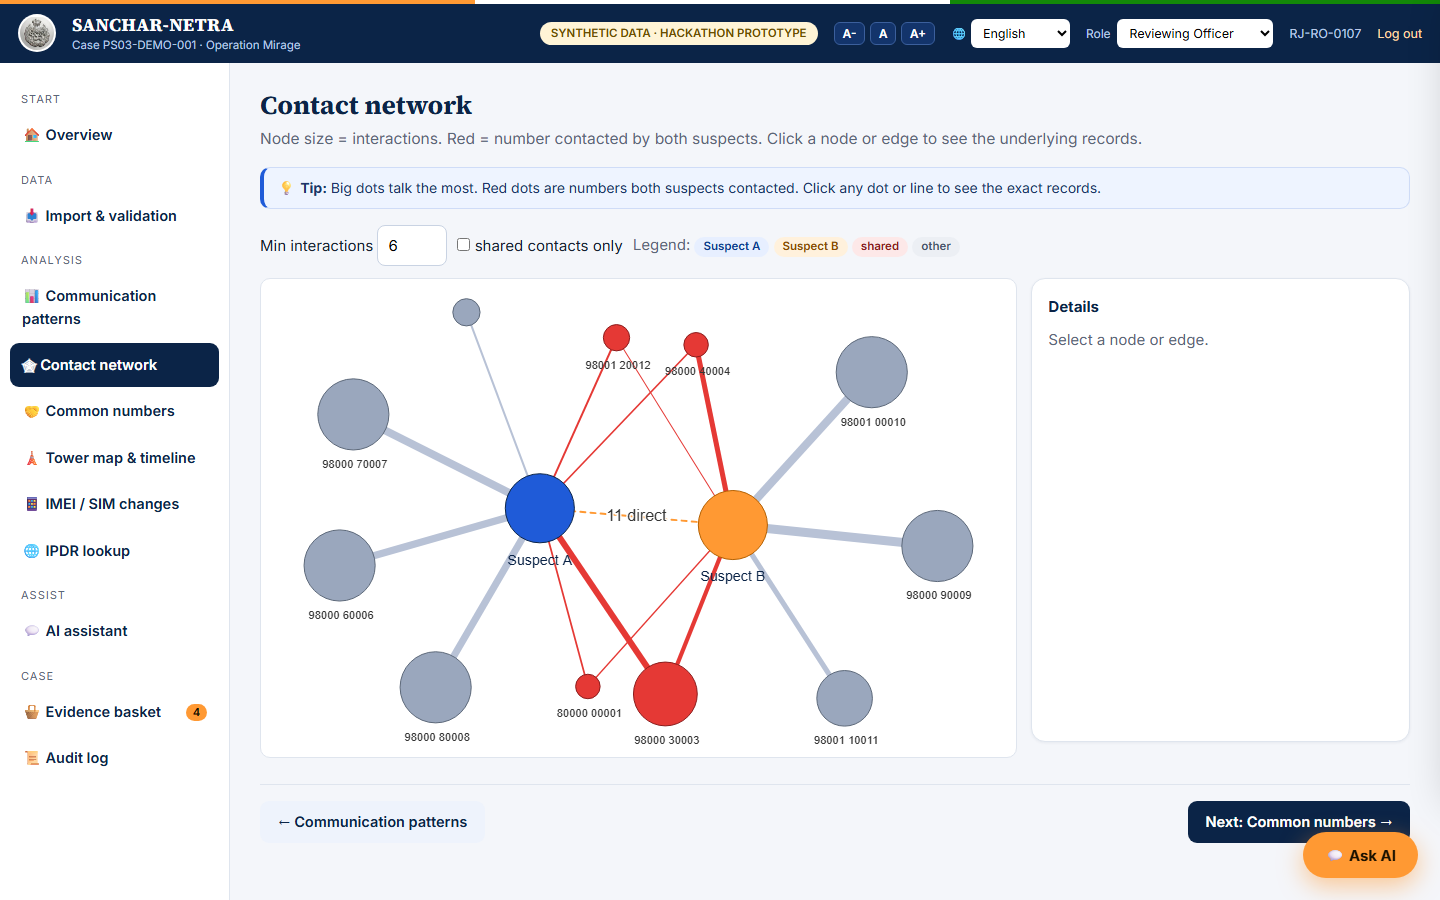 SANCHAR-NETRA
Case PS03-DEMO-001 · Operation Mirage
SYNTHETIC DATA · HACKATHON PROTOTYPE
A-
A
A+
English
Role
Reviewing Officer
RJ-RO-0107
Log out
START
Overview
DATA
Import & validation
ANALYSIS
Communication
patterns
Contact network
Common numbers
Tower map & timeline
IMEI / SIM changes
IPDR lookup
ASSIST
AI assistant
CASE
Evidence basket
4
Audit log
Contact network
Node size = interactions. Red = number contacted by both suspects. Click a node or edge to see the underlying records.
Tip: Big dots talk the most. Red dots are numbers both suspects contacted. Click any dot or line to see the exact records.
Min interactions 6 shared contacts only Legend: Suspect A Suspect B shared other
98001 20012
98000 40004
98001 00010
98000 70007
11 direct
Suspect A
Suspect B
98000 90009
98000 60006
80000 00001
98000 80008
98000 30003
98001 10011
Details
Select a node or edge.
← Communication patterns
Next: Common numbers →
Ask AI